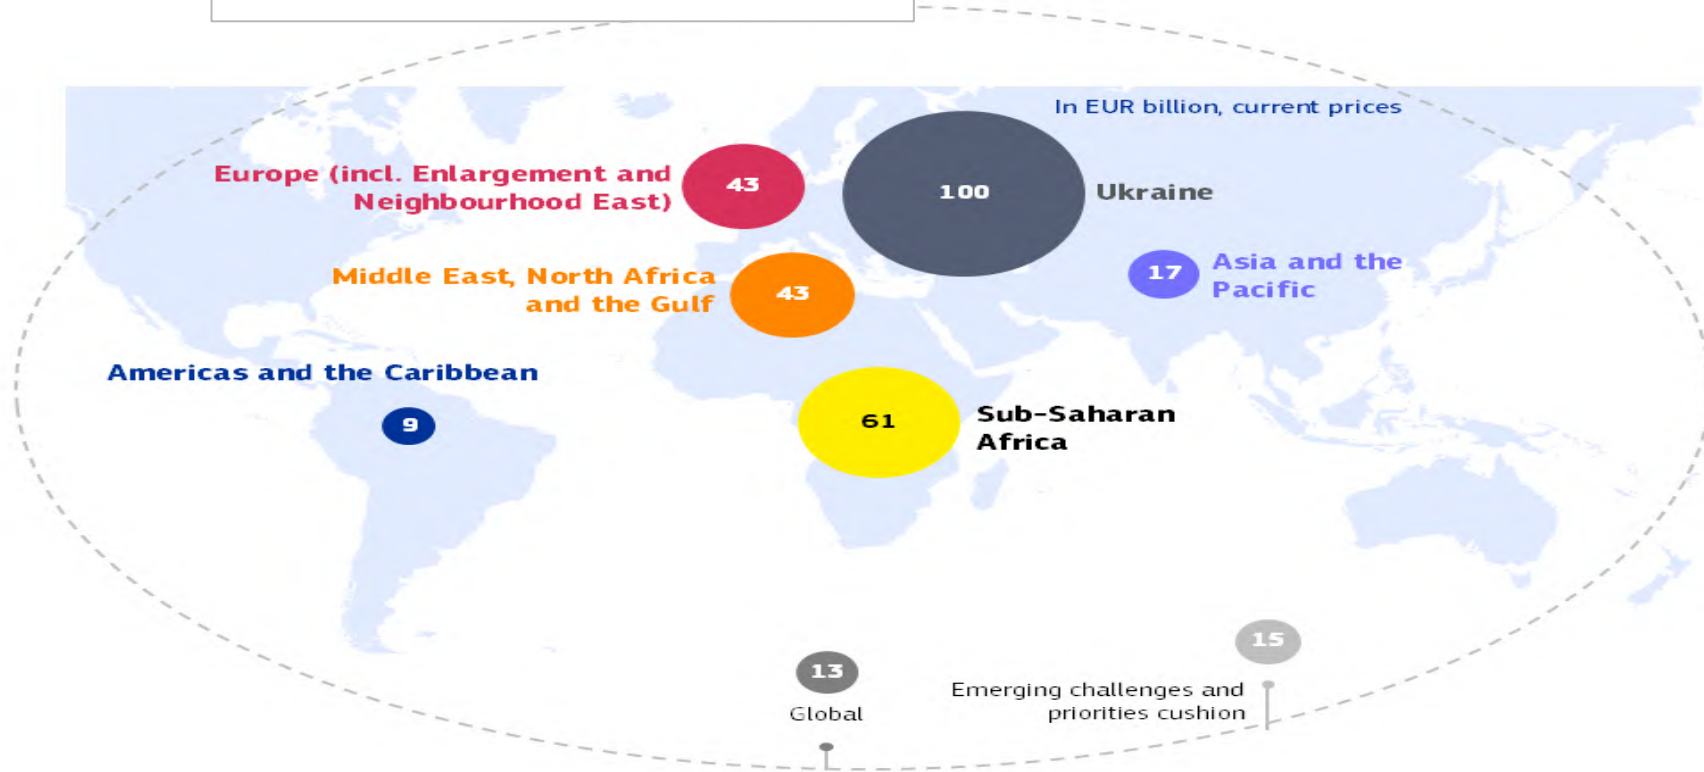 In EUR billion, current prices
Europe (incl. Enlargement and
Neighbourhood East)
43
100
Ukraine
Middle East, North Africa
and the Gulf
43
17
Asia and the
Pacific
Americas and the Caribbean
9
61
Sub-Saharan
Africa
13
Global
15
Emerging challenges and
priorities cushion